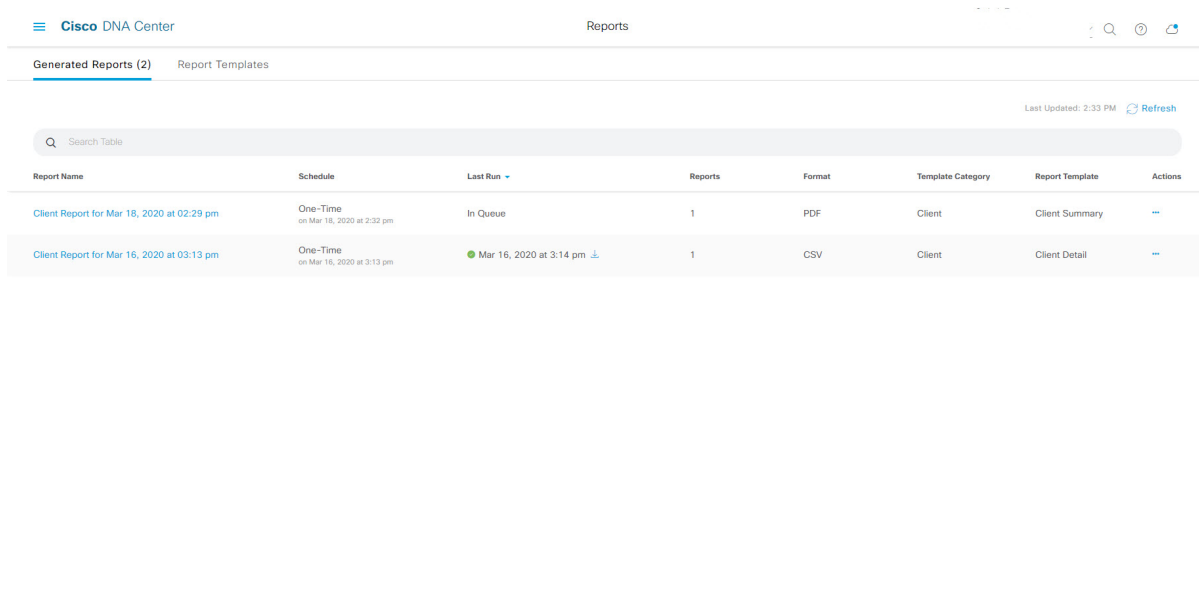 Cisco DNA Center
Reports
Generated Reports (2) Report Templates
Last Updated: 2:33 PM Refresh
Search Table
Report Name Schedule Last Run Reports Format Template Category Report Template Actions
Client Report for Mar 18, 2020 at 02:29 pm One-Time In Queue 1 PDF Client Client Summary
on Mar 18, 2020 at 2:32 pm
Client Report for Mar 16, 2020 at 03:13 pm One-Time Mar 16, 2020 at 3:14 pm 1 CSV Client Client Detail
on Mar 16, 2020 at 3:13 pm